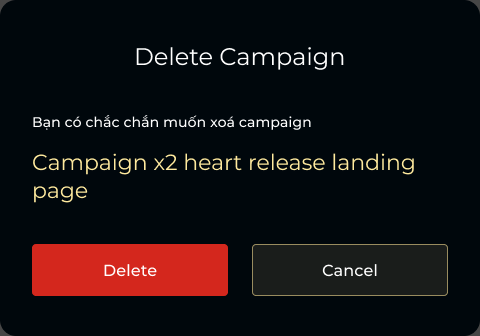 Delete Campaign
Bạn có chắc chắn muốn xoá campaign
Campaign x2 heart release landing
page
Delete
Cancel